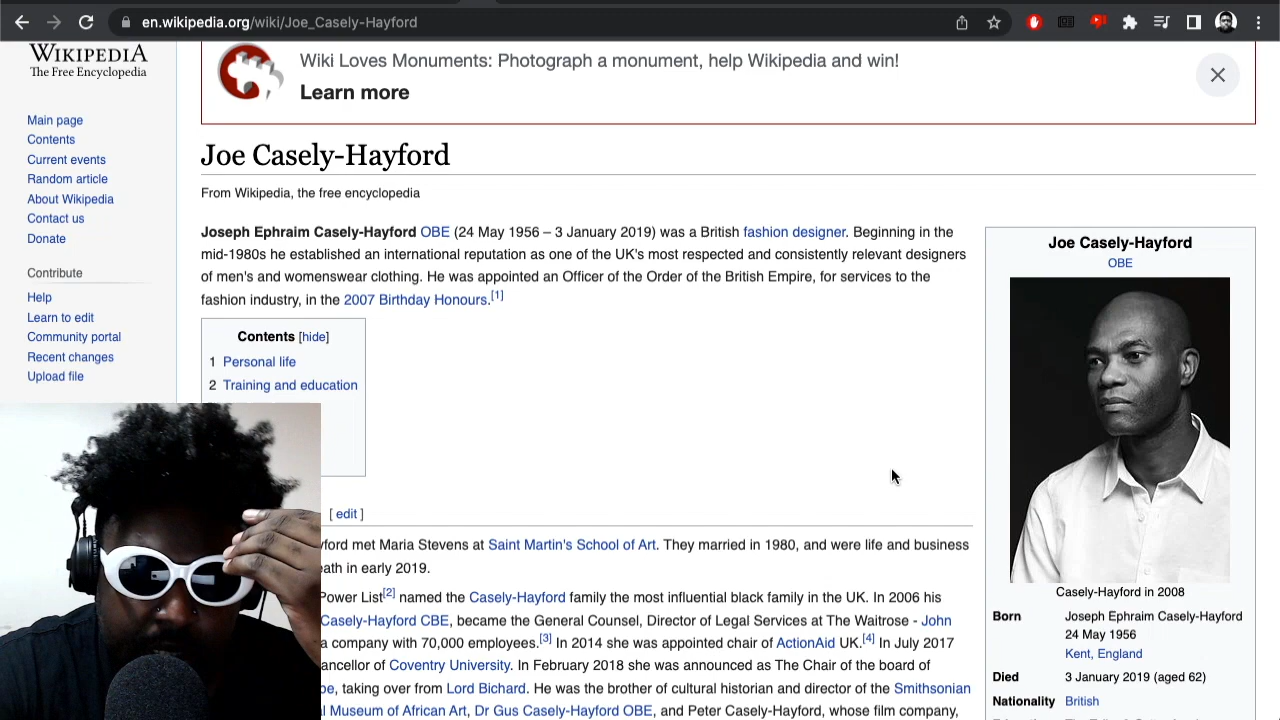 en.wikipedia.org/wiki/Joe_Casely-Hayford
WIKIPEDIA
The Free Encyclopedia
Main page
Contents
Current events
Random article
About Wikipedia
Contact us
Donate
Contribute
Help
Learn to edit
Community portal
Recent changes
Upload file
Wiki Loves Monuments: Photograph a monument, help Wikipedia and win!
Learn more
Joe Casely-Hayford
From Wikipedia, the free encyclopedia
Joseph Ephraim Casely-Hayford OBE (24 May 1956 – 3 January 2019) was a British fashion designer. Beginning in the
mid-1980s he established an international reputation as one of the UK's most respected and consistently relevant designers
of men's and womenswear clothing. He was appointed an Officer of the Order of the British Empire, for services to the
fashion industry, in the 2007 Birthday Honours.[1]
Contents [hide]
1 Personal life
2 Training and education
[ edit ]
met Maria Stevens at Saint Martin's School of Art. They married in 1980, and were life and business
in early 2019.
Power List[2] named the Casely-Hayford family the most influential black family in the UK. In 2006 his
Casely-Hayford CBE, became the General Counsel, Director of Legal Services at The Waitrose - John
a company with 70,000 employees.[3] In 2014 she was appointed chair of ActionAid UK.[4] In July 2017
of Coventry University. In February 2018 she was announced as The Chair of the board of
taking over from Lord Bichard. He was the brother of cultural historian and director of the Smithsonian
Museum of African Art, Dr Gus Casely-Hayford OBE, and Peter Casely-Hayford, whose film company,
Joe Casely-Hayford
OBE
Casely-Hayford in 2008
Born Joseph Ephraim Casely-Hayford
24 May 1956
Kent, England
Died 3 January 2019 (aged 62)
Nationality British